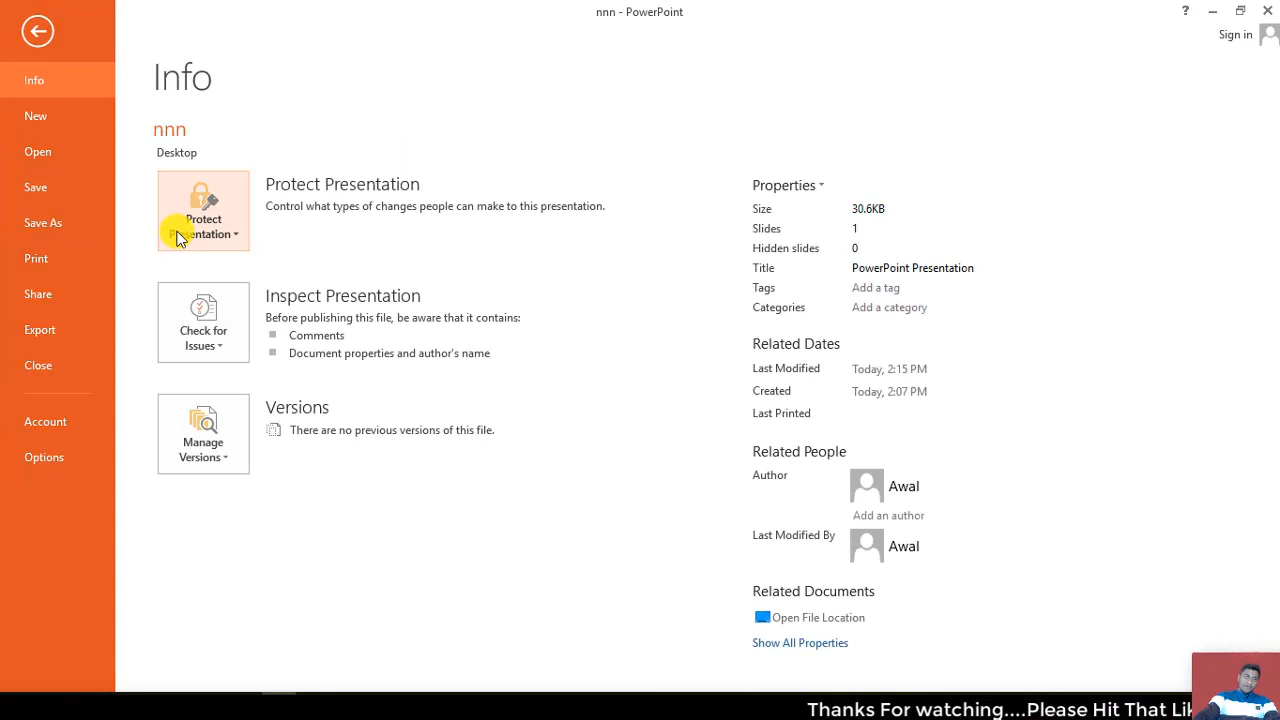 nnn - PowerPoint
?
Sign in
Info
New
Open
Save
Save As
Print
Share
Export
Close
Account
Options
Info
nnn
Desktop
Protect
Presentation
Protect Presentation
Control what types of changes people can make to this presentation.
Check for
Issues
Inspect Presentation
Before publishing this file, be aware that it contains:
Comments
Document properties and author's name
Manage
Versions
Versions
There are no previous versions of this file.
Properties
Size 30.6KB
Slides 1
Hidden slides 0
Title PowerPoint Presentation
Tags Add a tag
Categories Add a category
Related Dates
Last Modified Today, 2:15 PM
Created Today, 2:07 PM
Last Printed
Related People
Author Awal
Add an author
Last Modified By Awal
Related Documents
Open File Location
Show All Properties
Thanks For watching....Please Hit That Lik